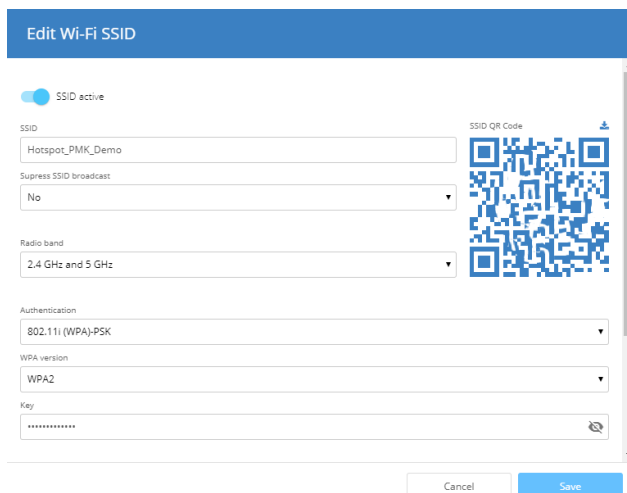 Edit Wi-Fi SSID
SSID active
SSID
SSID QR Code
Hotspot_PMK_Demo
Supress SSID broadcast
No
Radio band
2.4 GHz and 5 GHz
Authentication
802.11i (WPA)-PSK
WPA version
WPA2
Key
•••••••••••••
Cancel
Save